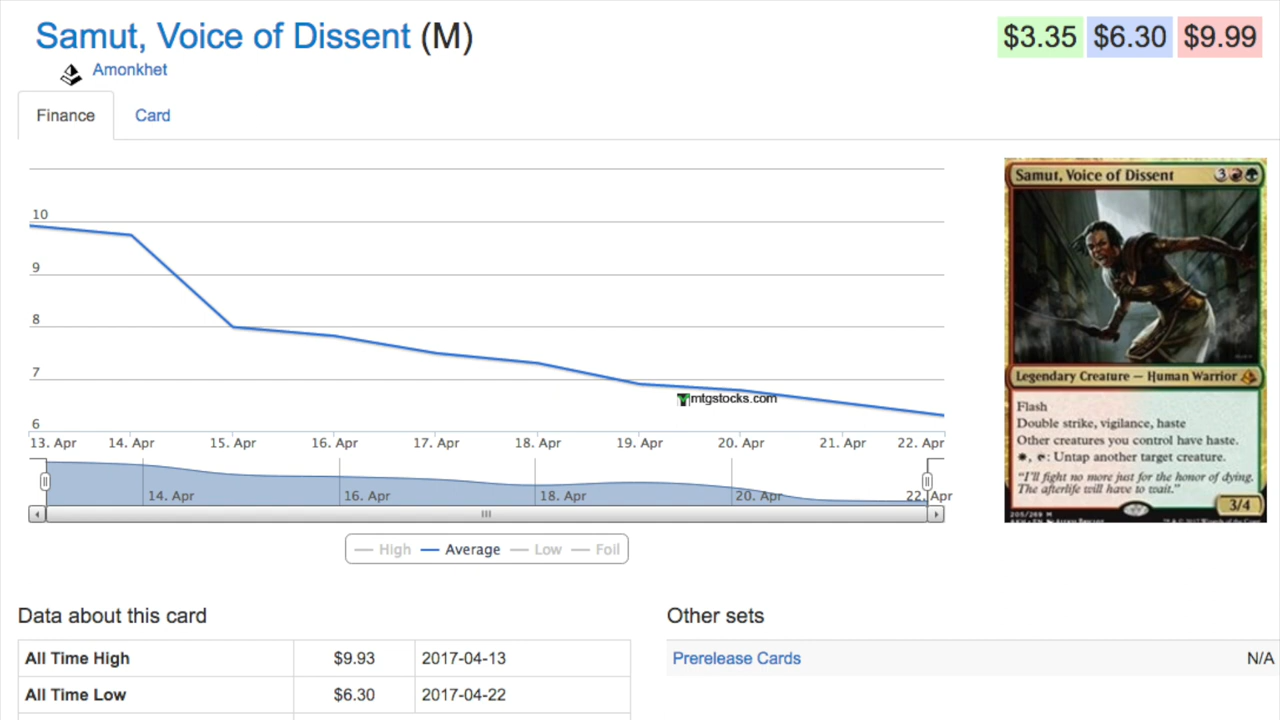 Samut, Voice of Dissent (M)
$3.35 $6.30 $9.99
Amonkhet
Finance Card
10
9
8
7
6
mtgstocks.com
13. Apr 14. Apr 15. Apr 16. Apr 17. Apr 18. Apr 19. Apr 20. Apr 21. Apr 22. Apr
14. Apr 16. Apr 18. Apr 20. Apr 22. Apr
High Average Low Foil
Samut, Voice of Dissent 3
Legendary Creature — Human Warrior
Flash
Double strike, vigilance, haste
Other creatures you control have haste.
: Untap another target creature.
"I'll fight no more just for the honor of dying.
The afterlife will have to wait."
3/4
205/269 M
Data about this card
All Time High $9.93 2017-04-13
All Time Low $6.30 2017-04-22
Other sets
Prerelease Cards N/A